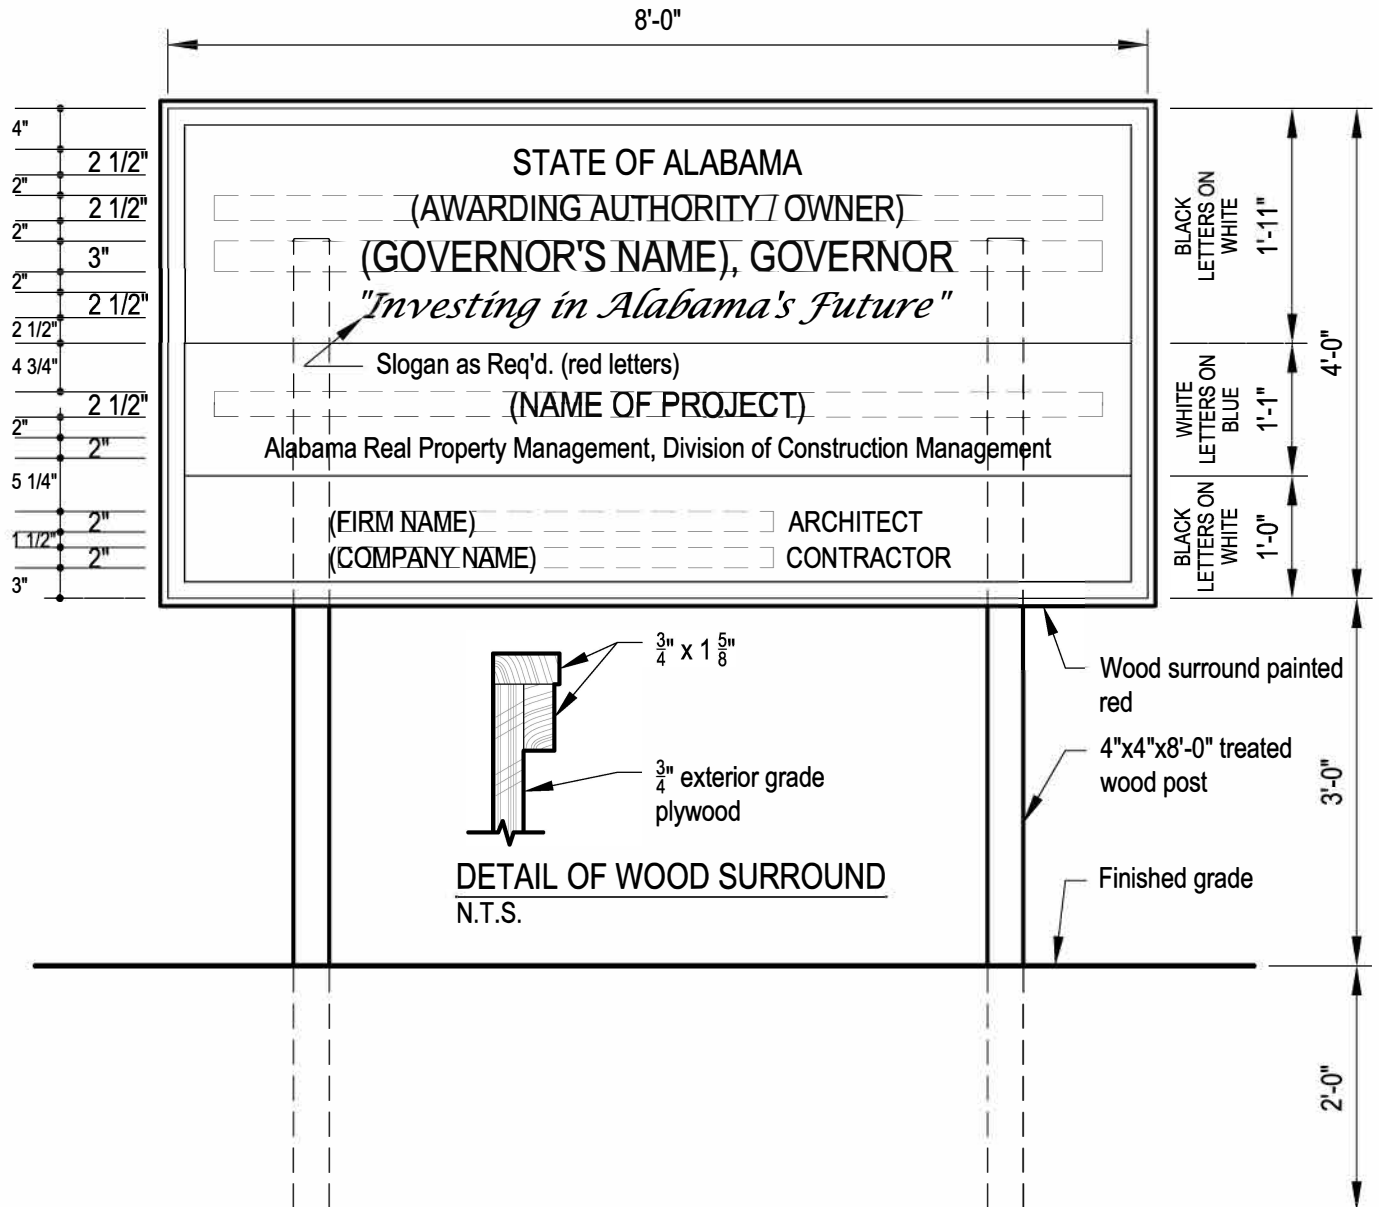 8'-0"
4"
2 1/2"
2"
2 1/2"
2"
3"
2"
2 1/2"
2 1/2"
4 3/4"
2 1/2"
2"
2"
5 1/4"
2"
1 1/2"
2"
3"
STATE OF ALABAMA
(AWARDING AUTHORITY / OWNER)
(GOVERNOR'S NAME), GOVERNOR
"Investing in Alabama's Future"
Slogan as Req'd. (red letters)
(NAME OF PROJECT)
Alabama Real Property Management, Division of Construction Management
(FIRM NAME) ARCHITECT
(COMPANY NAME) CONTRACTOR
BLACK
LETTERS ON
WHITE
1'-11"
WHITE
LETTERS ON
BLUE
1'-1"
BLACK
LETTERS ON
WHITE
1'-0"
4'-0"
3/4" x 1 5/8"
3/4" exterior grade
plywood
DETAIL OF WOOD SURROUND
N.T.S.
Wood surround painted
red
4"x4"x8'-0" treated
wood post
Finished grade
3'-0"
2'-0"